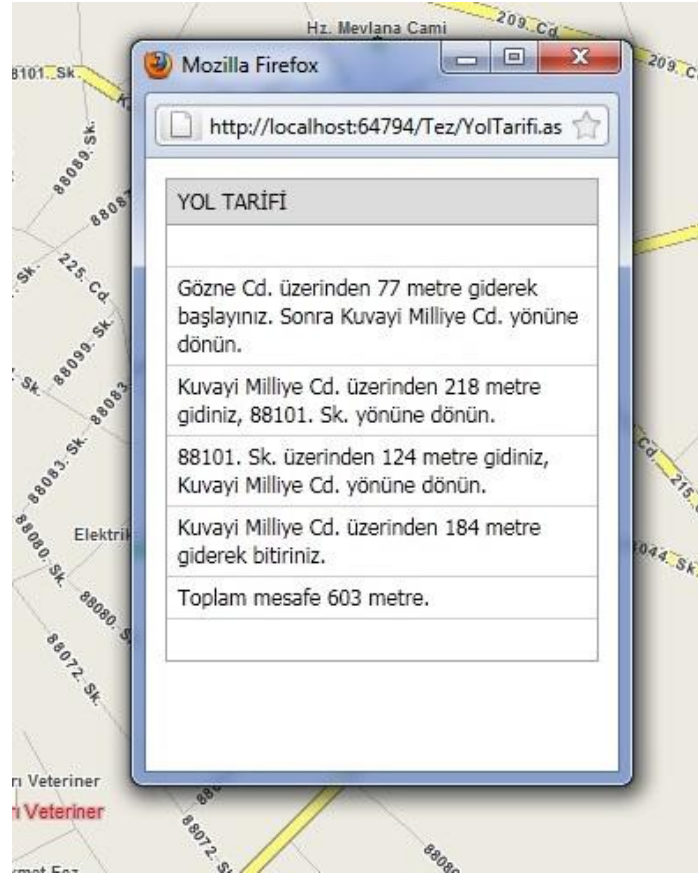 Hz. Mevlana Cami
209. Cd.
209. C
8101. Sk.
88089. Sk.
225. Cd.
Sk.
88099. Sk.
Sk.
88083
88083. Sk.
88080. Sk.
Elektrik
88080. S
88072. Sk.
rı Veteriner
ı Veteriner
88072. S
88080
Cd.
215.
044. Sk
Mozilla Firefox
http://localhost:64794/Tez/YolTarifi.as
YOL TARİFİ
Gözne Cd. üzerinden 77 metre giderek
başlayınız. Sonra Kuvayi Milliye Cd. yönüne
dönün.
Kuvayi Milliye Cd. üzerinden 218 metre
gidiniz, 88101. Sk. yönüne dönün.
88101. Sk. üzerinden 124 metre gidiniz,
Kuvayi Milliye Cd. yönüne dönün.
Kuvayi Milliye Cd. üzerinden 184 metre
giderek bitiriniz.
Toplam mesafe 603 metre.